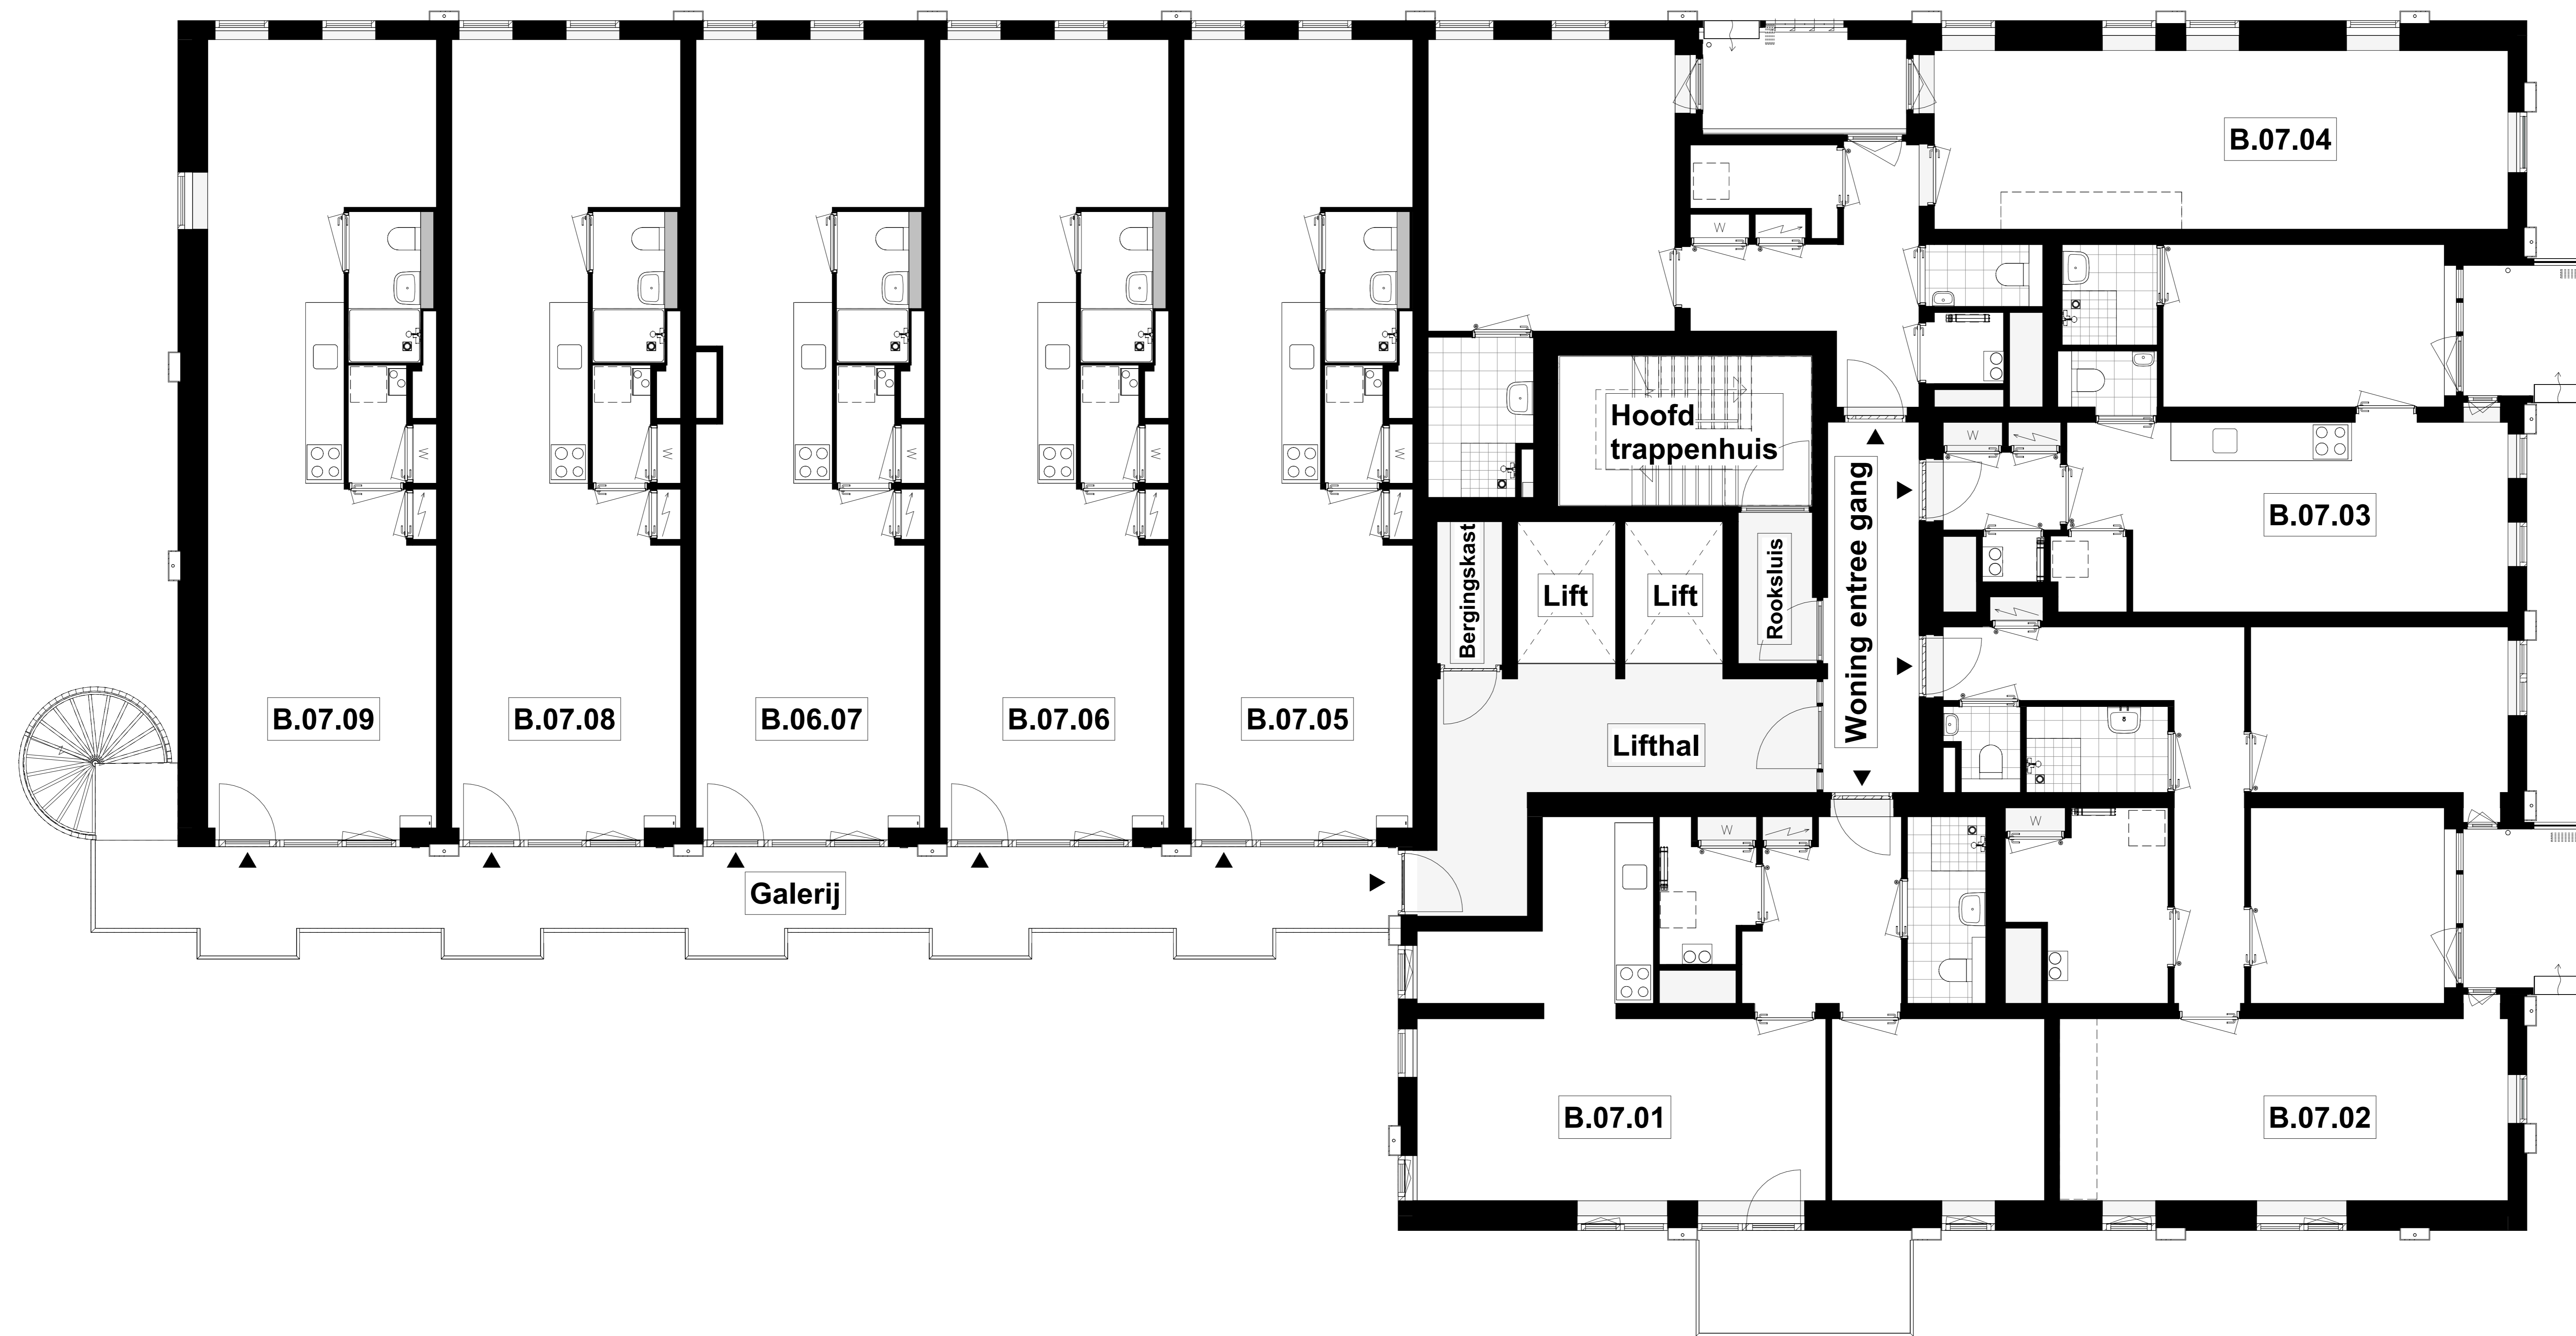 B.07.04
W
W
Hoofd
trappenhuis
W
W
W
W
W
B.07.03
Woning entree gang
Bergingskast
Lift
Lift
Rooksluis
B.07.09
B.07.08
B.06.07
B.07.06
B.07.05
Lifthal
W
W
Galerij
B.07.01
B.07.02